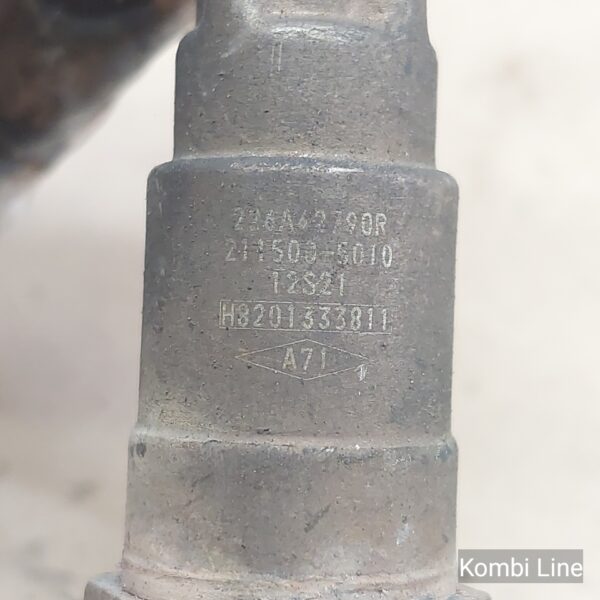 226A42790R
211500-5010
12S21
H8201333811
A71
Kombi Line